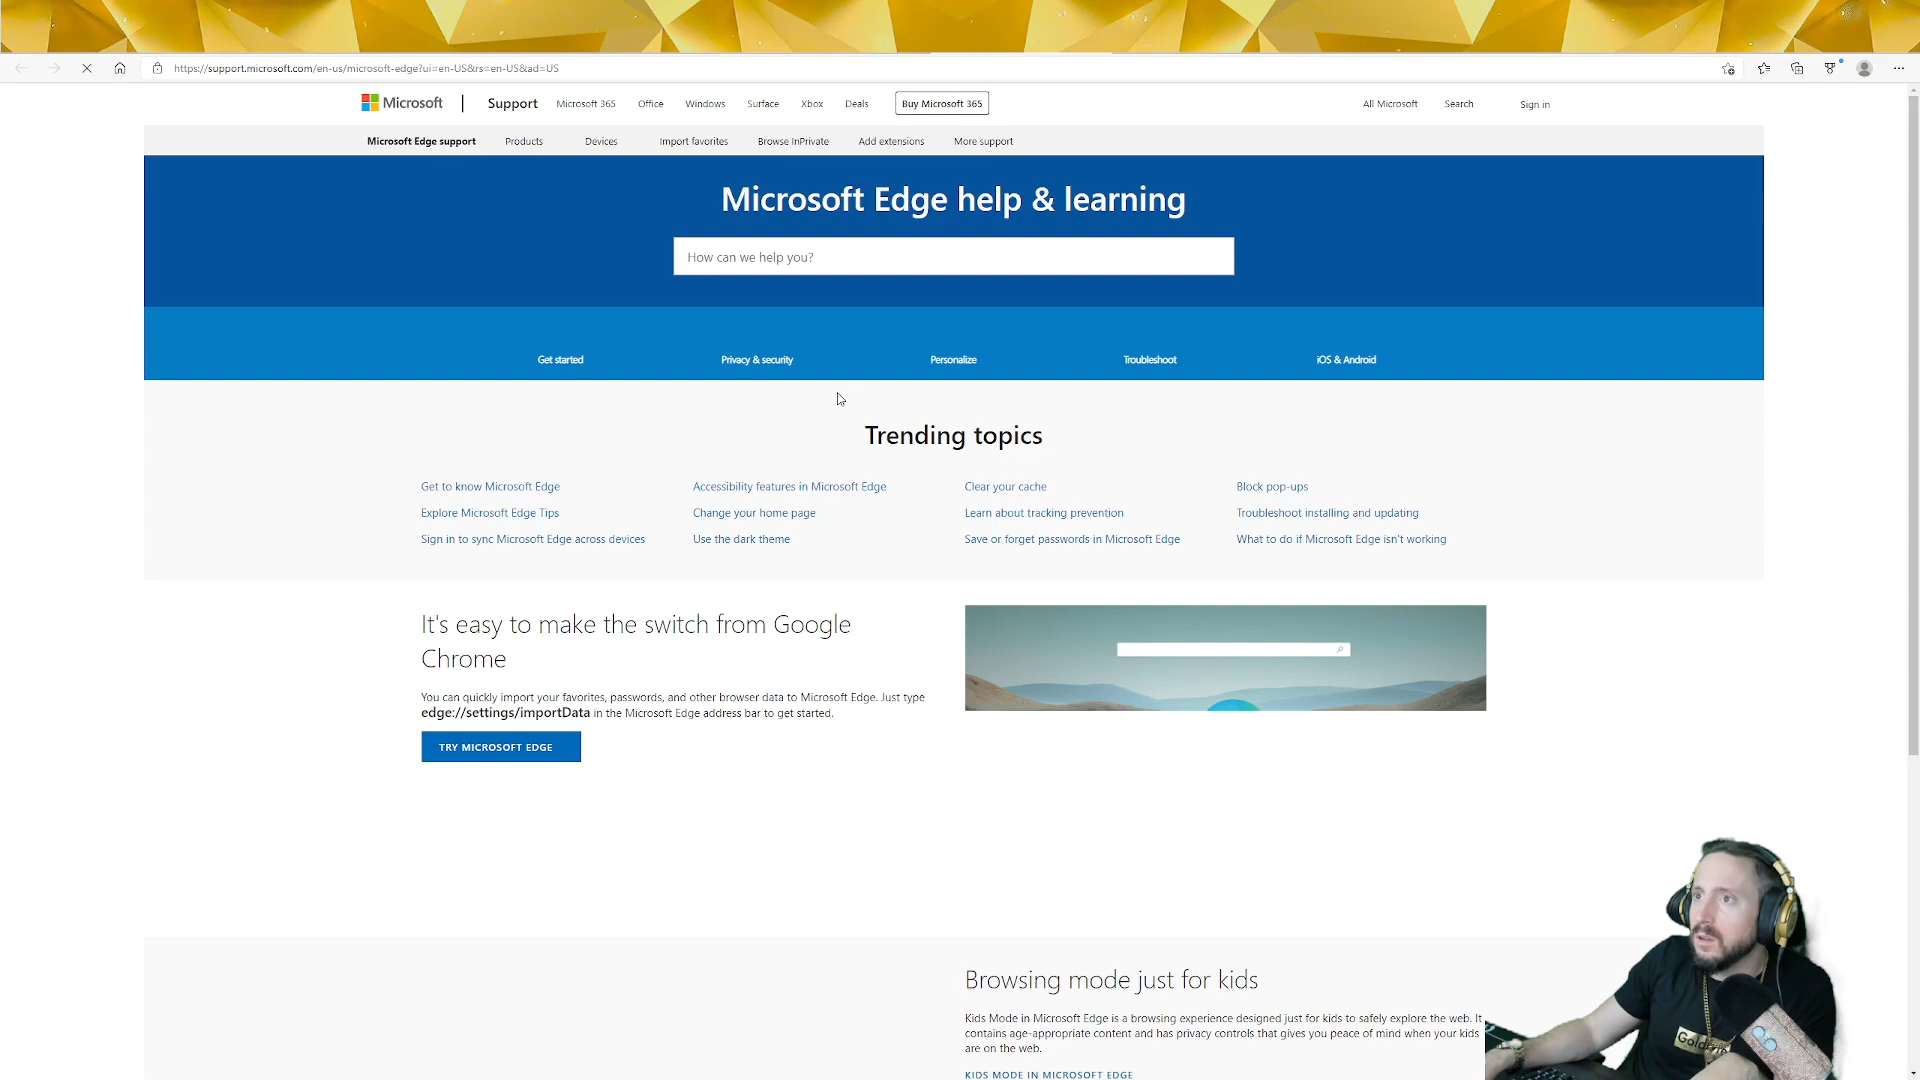 https://support.microsoft.com/en-us/microsoft-edge?ui=en-US&rs=en-US&ad=US
Microsoft | Support Microsoft 365 Office Windows Surface Xbox Deals Buy Microsoft 365 All Microsoft Search Sign in
Microsoft Edge support Products Devices Import favorites Browse InPrivate Add extensions More support
Microsoft Edge help & learning
How can we help you?
Get started Privacy & security Personalize Troubleshoot iOS & Android
Trending topics
Get to know Microsoft Edge Accessibility features in Microsoft Edge Clear your cache Block pop-ups
Explore Microsoft Edge Tips Change your home page Learn about tracking prevention Troubleshoot installing and updating
Sign in to sync Microsoft Edge across devices Use the dark theme Save or forget passwords in Microsoft Edge What to do if Microsoft Edge isn't working
It's easy to make the switch from Google
Chrome
You can quickly import your favorites, passwords, and other browser data to Microsoft Edge. Just type
edge://settings/importData in the Microsoft Edge address bar to get started.
TRY MICROSOFT EDGE
Browsing mode just for kids
Kids Mode in Microsoft Edge is a browsing experience designed just for kids to safely explore the web. It
contains age-appropriate content and has privacy controls that gives you peace of mind when your kids
are on the web.
KIDS MODE IN MICROSOFT EDGE